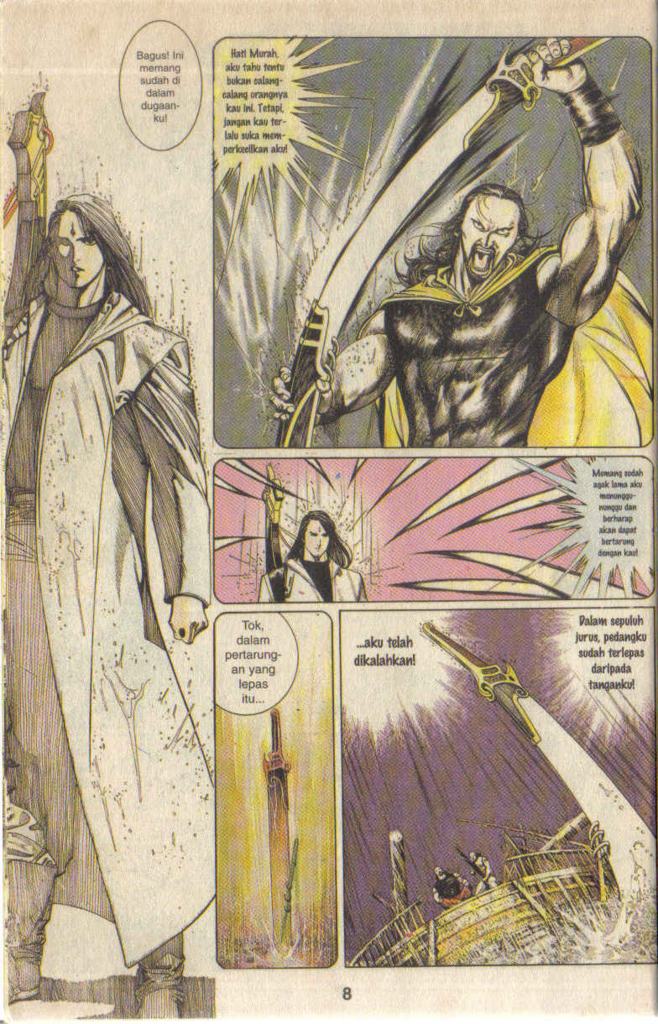 Bagus! Ini
memang
sudah di
dalam
dugaan-
ku!
Hati Murah,
aku tahu tentu
bukan calang-
calang orangnya
kau ini. Tetapi,
jangan kau ter-
lalu suka mem-
perkecilkan aku!
Memang sudah
agak lama aku
menunggu-
nunggu dan
berharap
akan dapat
bertarung
dengan kau!
Tok,
dalam
pertarung-
an yang
lepas
itu...
...aku telah
dikalahkan!
Dalam sepuluh
jurus, pedangku
sudah terlepas
daripada
tanganku!
8